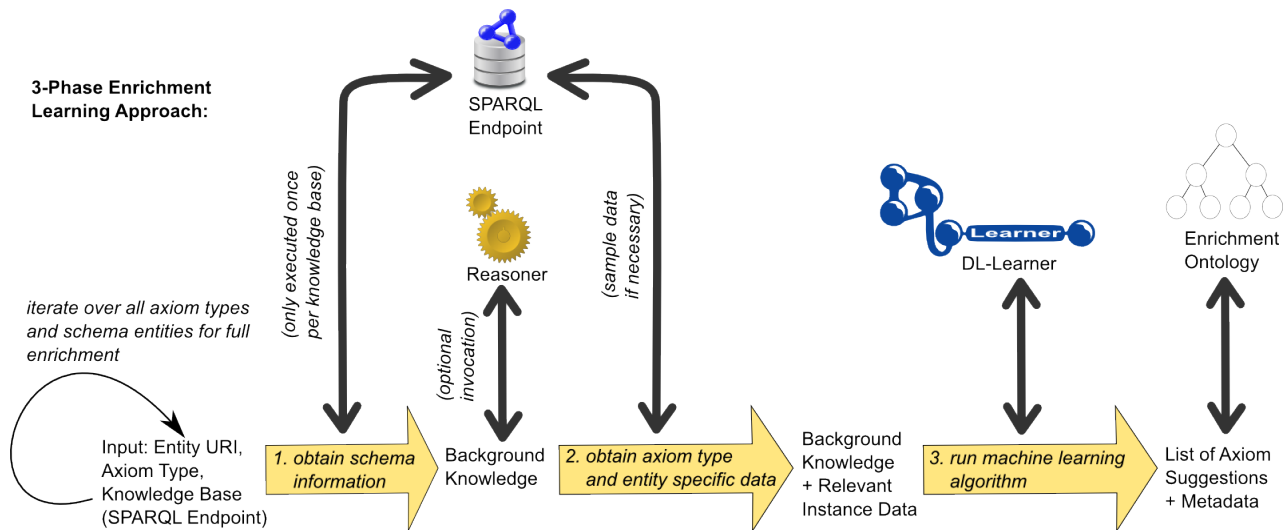 3-Phase Enrichment
Learning Approach:
SPARQL
Endpoint
(only executed once
per knowledge base)
Reasoner
(optional
invocation)
(sample data
if necessary)
Learner
DL-Learner
Enrichment
Ontology
iterate over all axiom types
and schema entities for full
enrichment
Input: Entity URI,
Axiom Type,
Knowledge Base
(SPARQL Endpoint)
1. obtain schema
information
Background
Knowledge
2. obtain axiom type
and entity specific data
Background
Knowledge
+ Relevant
Instance Data
3. run machine learning
algorithm
List of Axiom
Suggestions
+ Metadata